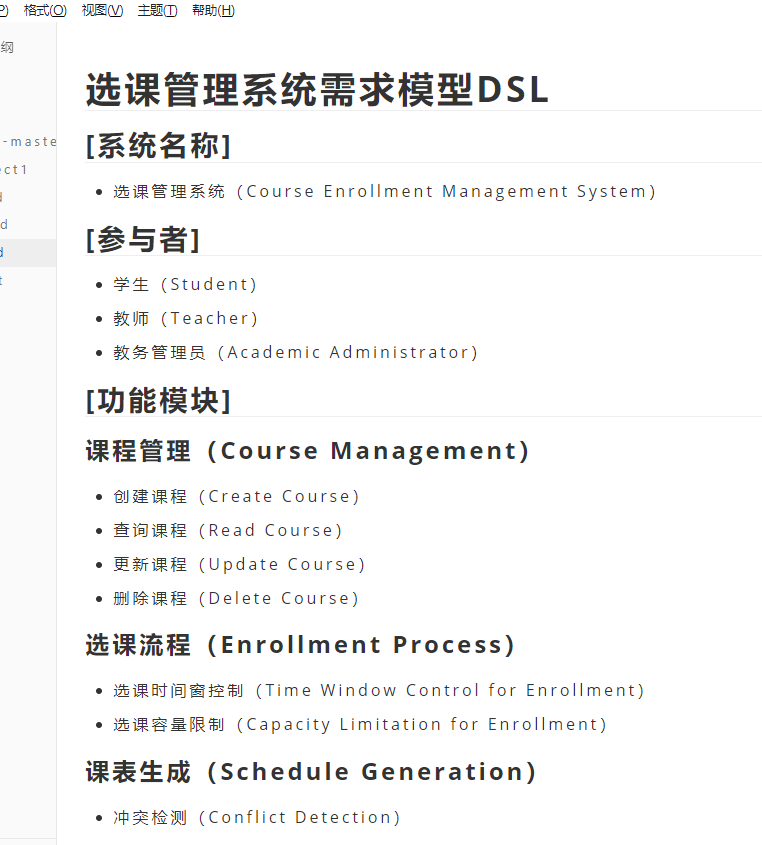 格式(O) 视图(V) 主题(T) 帮助(H)
纲
选课管理系统需求模型DSL
[系统名称]
选课管理系统（Course Enrollment Management System）
[参与者]
学生（Student）
教师（Teacher）
教务管理员（Academic Administrator）
[功能模块]
课程管理（Course Management）
创建课程（Create Course）
查询课程（Read Course）
更新课程（Update Course）
删除课程（Delete Course）
选课流程（Enrollment Process）
选课时间窗控制（Time Window Control for Enrollment）
选课容量限制（Capacity Limitation for Enrollment）
课表生成（Schedule Generation）
冲突检测（Conflict Detection）